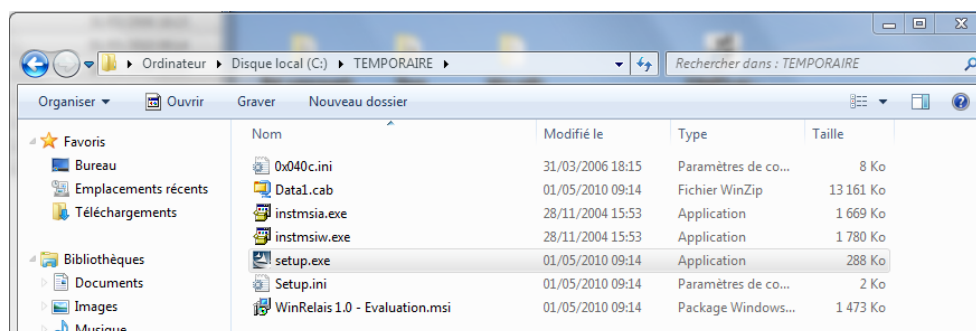 Ordinateur Disque local (C:) TEMPORAIRE Rechercher dans : TEMPORAIRE
Organiser Ouvrir Graver Nouveau dossier
Favoris
Bureau
Emplacements récents
Téléchargements
Bibliothèques
Documents
Images
Musique
Nom Modifié le Type Taille
0x040c.ini 31/03/2006 18:15 Paramètres de co... 8 Ko
Data1.cab 01/05/2010 09:14 Fichier WinZip 13 161 Ko
instmsia.exe 28/11/2004 15:53 Application 1 669 Ko
instmsiw.exe 28/11/2004 15:53 Application 1 780 Ko
setup.exe 01/05/2010 09:14 Application 288 Ko
Setup.ini 01/05/2010 09:14 Paramètres de co... 2 Ko
WinRelais 1.0 - Evaluation.msi 01/05/2010 09:14 Package Windows... 1 473 Ko